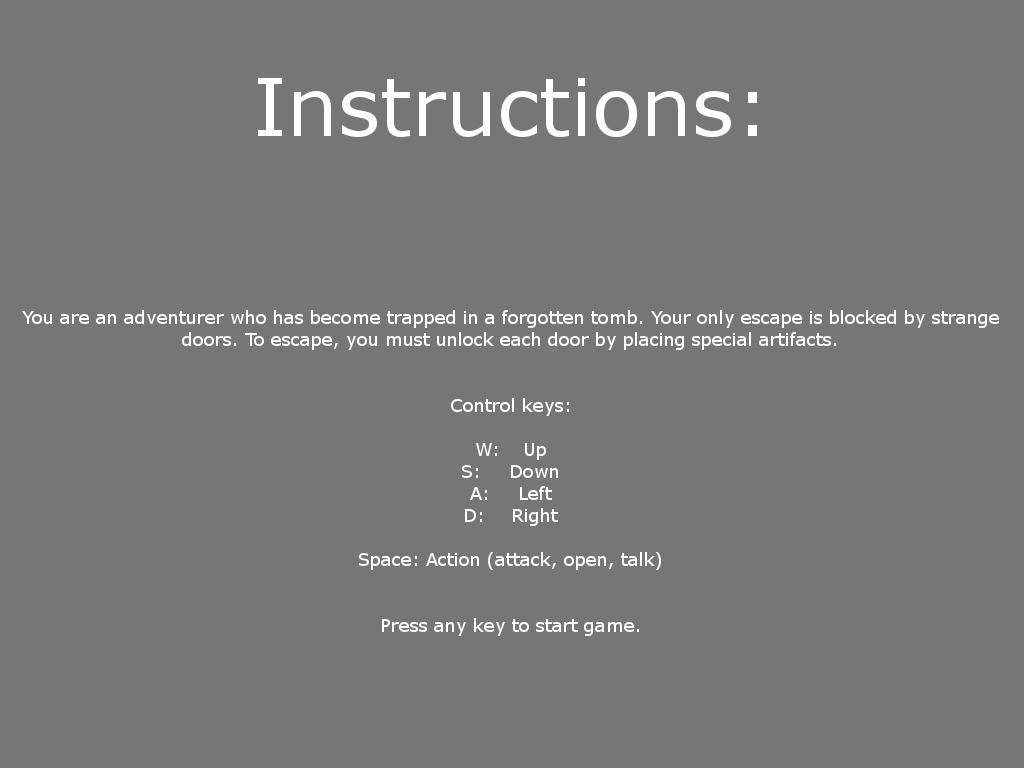 Instructions:
You are an adventurer who has become trapped in a forgotten tomb. Your only escape is blocked by strange
doors. To escape, you must unlock each door by placing special artifacts.
Control keys:
W: Up
S: Down
A: Left
D: Right
Space: Action (attack, open, talk)
Press any key to start game.